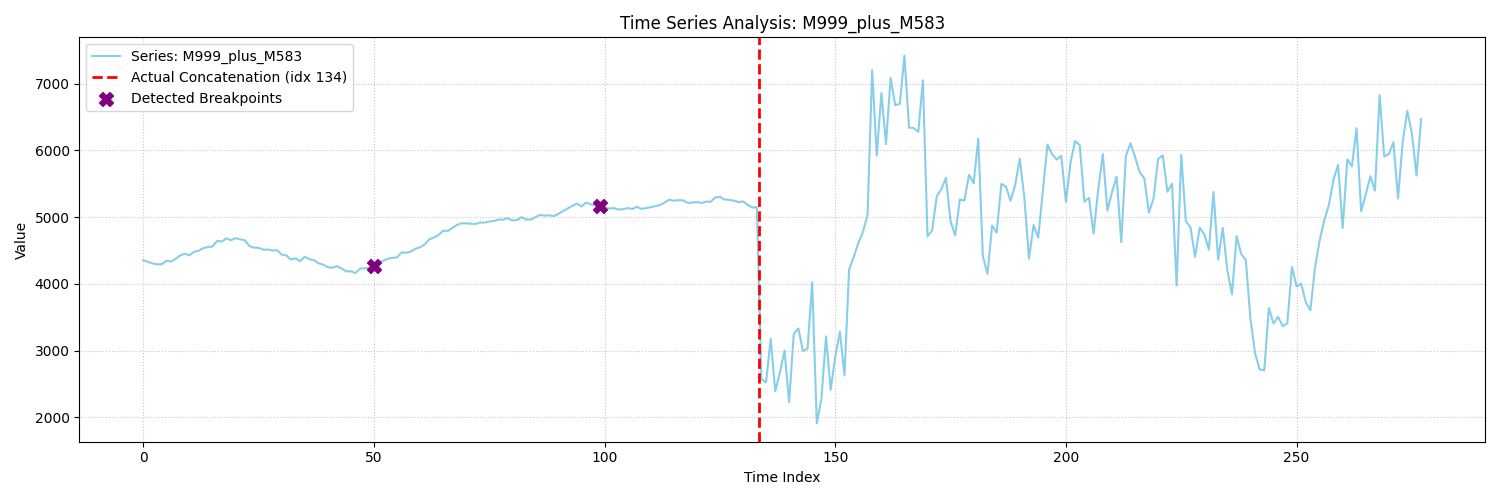 Time Series Analysis: M999_plus_M583
Series: M999_plus_M583
Actual Concatenation (idx 134)
Detected Breakpoints
Value
7000
6000
5000
4000
3000
2000
0 50 100 150 200 250
Time Index